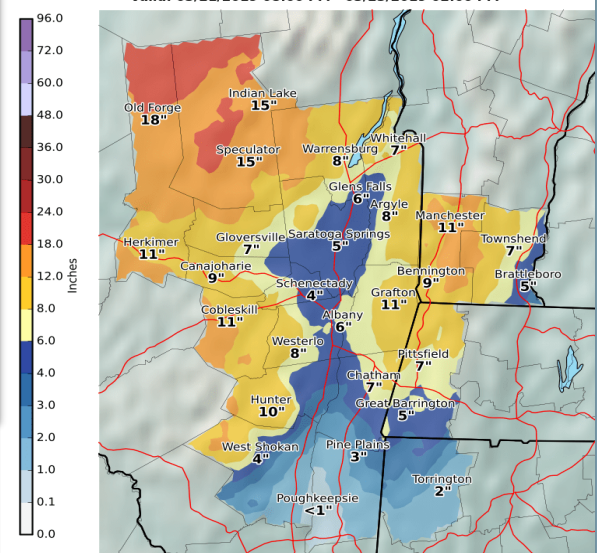 96.0
72.0
60.0
48.0
36.0
30.0
24.0
18.0
12.0
8.0
6.0
4.0
3.0
2.0
1.0
0.1
0.0
Inches
Indian Lake
15"
Old Forge
18"
Speculator
15"
Warrensburg
8"
Whitehall
7"
Glens Falls
6"
Argyle
8"
Manchester
11"
Saratoga Springs
5"
Gloversville
7"
Herkimer
11"
Townshend
7"
Canajoharie
9"
Bennington
9"
Brattleboro
5"
Schenectady
4"
Grafton
11"
Cobleskill
11"
Albany
6"
Westerlo
8"
Pittsfield
7"
Chatham
7"
Hunter
10"
Great Barrington
5"
West Shokan
4"
Pine Plains
3"
Torrington
2"
Poughkeepsie
<1"